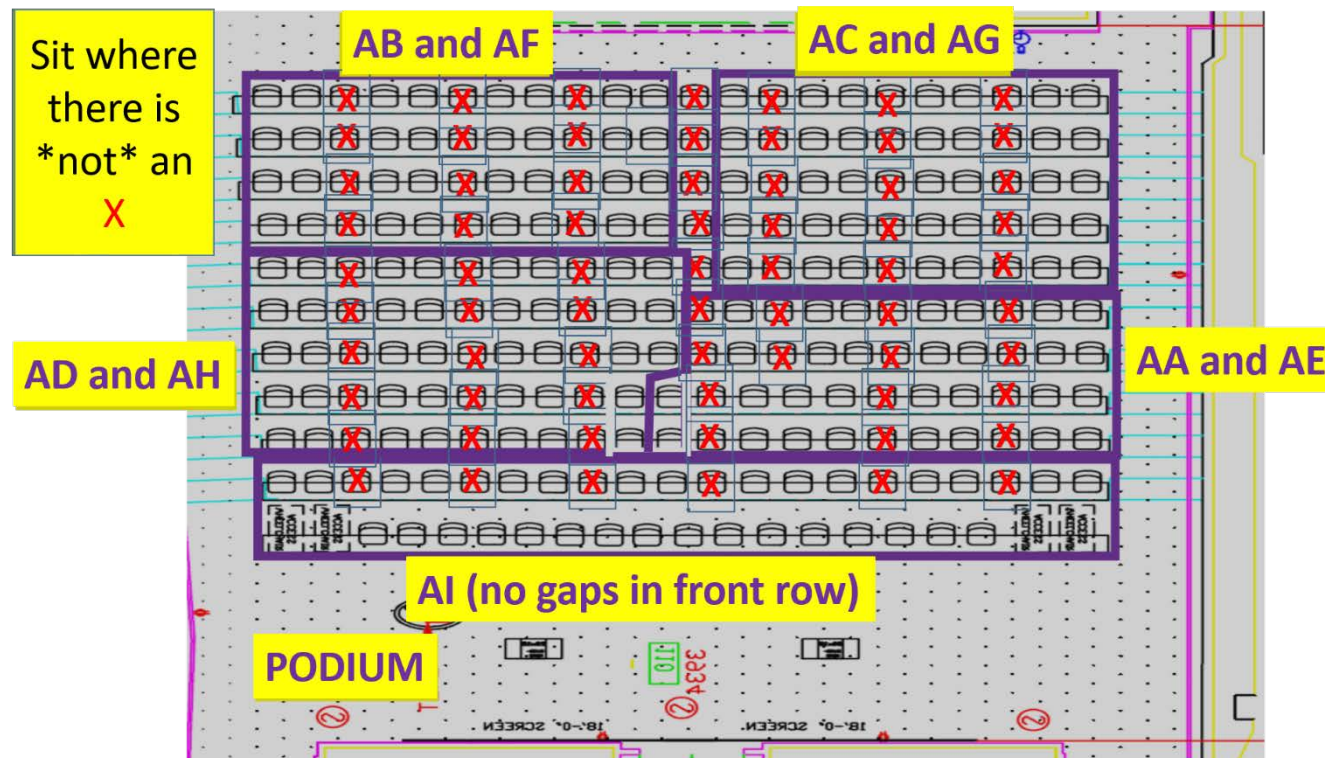 Sit where
there is
*not* an
X
AB and AF
AC and AG
X X X X X X X
X X X X X X X
X X X X X X X
X X X X X X X
X X X X X X X
X X X X X X X
X X X X X X X
AD and AH
AA and AE
X X X X X X
X X X X X X
X X X X X X
AI (no gaps in front row)
PODIUM
18'-0" SCREEN
18'-0" SCREEN